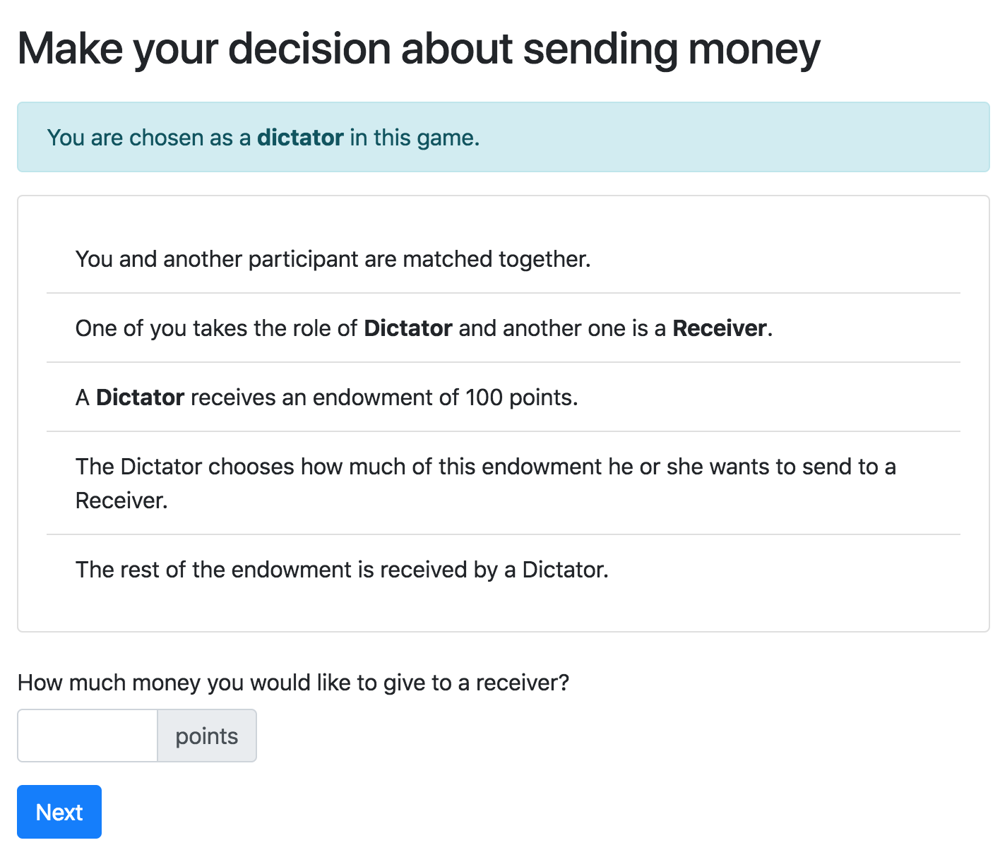 Make your decision about sending money
You are chosen as a dictator in this game.
You and another participant are matched together.
One of you takes the role of Dictator and another one is a Receiver.
A Dictator receives an endowment of 100 points.
The Dictator chooses how much of this endowment he or she wants to send to a
Receiver.
The rest of the endowment is received by a Dictator.
How much money you would like to give to a receiver?
points
Next